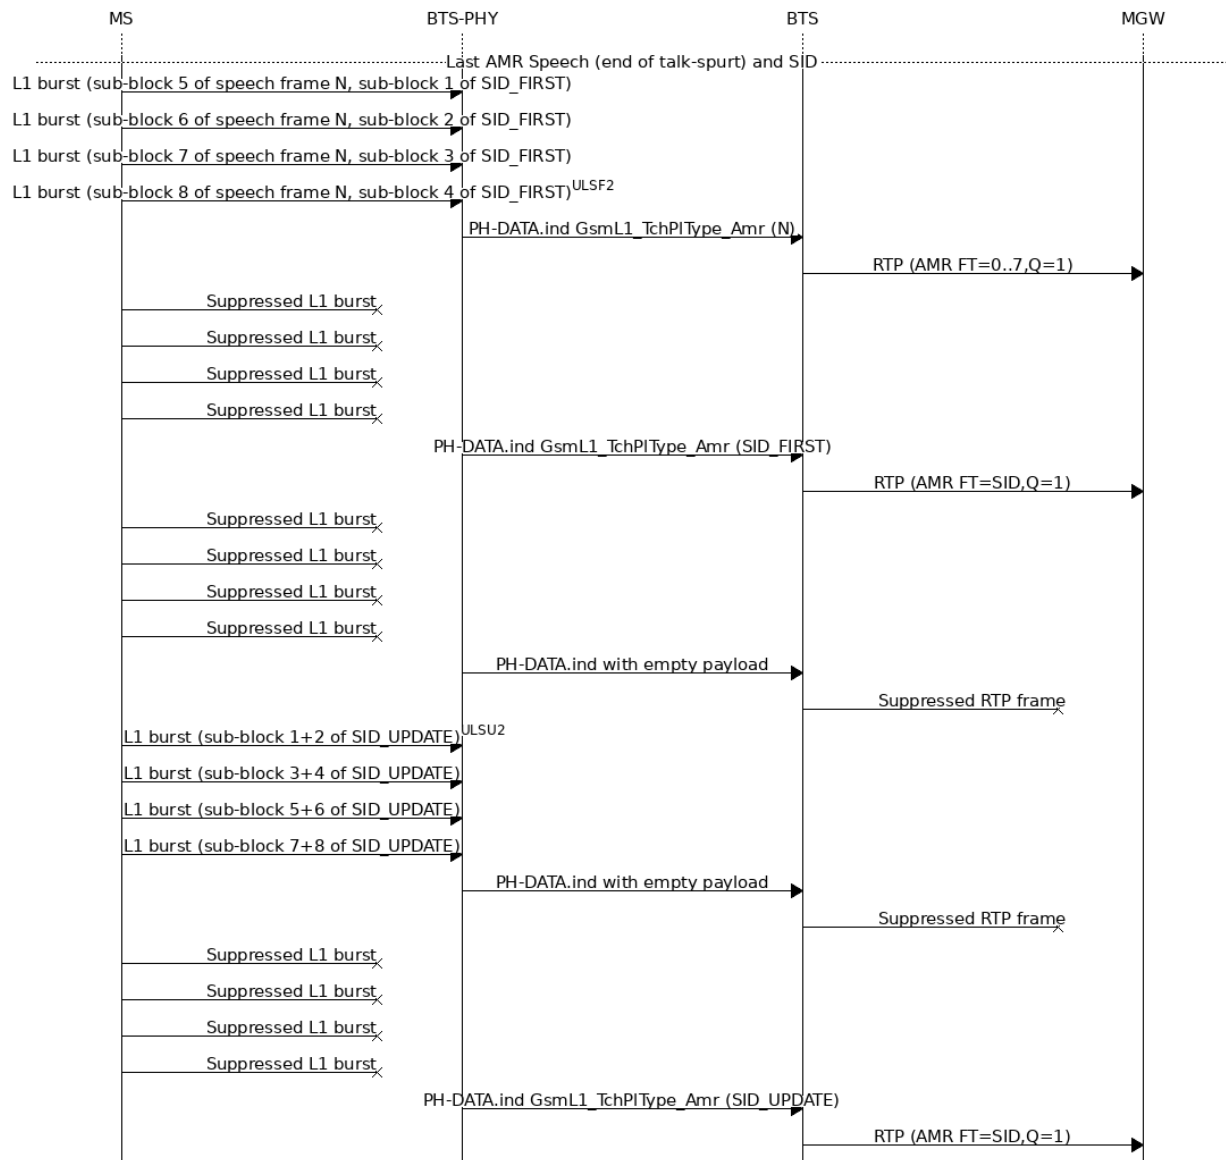 MS BTS-PHY BTS MGW
Last AMR Speech (end of talk-spurt) and SID
L1 burst (sub-block 5 of speech frame N, sub-block 1 of SID_FIRST)
L1 burst (sub-block 6 of speech frame N, sub-block 2 of SID_FIRST)
L1 burst (sub-block 7 of speech frame N, sub-block 3 of SID_FIRST)
L1 burst (sub-block 8 of speech frame N, sub-block 4 of SID_FIRST) ULSF2
PH-DATA.ind GsmL1_TchPlType_Amr (N)
RTP (AMR FT=0..7,Q=1)
Suppressed L1 burst
Suppressed L1 burst
Suppressed L1 burst
Suppressed L1 burst
PH-DATA.ind GsmL1_TchPlType_Amr (SID_FIRST)
RTP (AMR FT=SID,Q=1)
Suppressed L1 burst
Suppressed L1 burst
Suppressed L1 burst
Suppressed L1 burst
PH-DATA.ind with empty payload
Suppressed RTP frame
L1 burst (sub-block 1+2 of SID_UPDATE) ULSU2
L1 burst (sub-block 3+4 of SID_UPDATE)
L1 burst (sub-block 5+6 of SID_UPDATE)
L1 burst (sub-block 7+8 of SID_UPDATE)
PH-DATA.ind with empty payload
Suppressed RTP frame
Suppressed L1 burst
Suppressed L1 burst
Suppressed L1 burst
Suppressed L1 burst
PH-DATA.ind GsmL1_TchPlType_Amr (SID_UPDATE)
RTP (AMR FT=SID,Q=1)